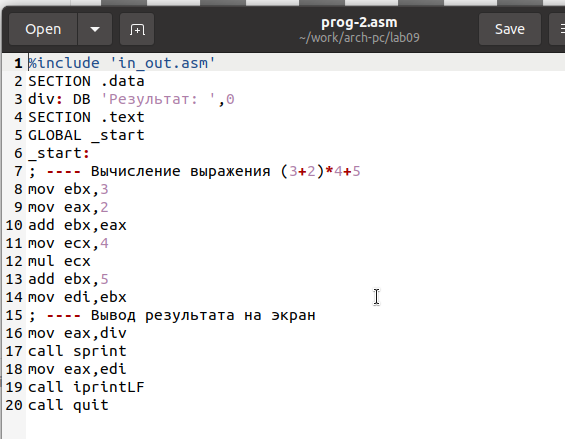 Open
prog-2.asm
~/work/arch-pc/lab09
Save
1 %include 'in_out.asm'
2 SECTION .data
3 div: DB 'Результат: ',0
4 SECTION .text
5 GLOBAL _start
6 _start:
7 ; ---- Вычисление выражения (3+2)*4+5
8 mov ebx,3
9 mov eax,2
10 add ebx,eax
11 mov ecx,4
12 mul ecx
13 add ebx,5
14 mov edi,ebx
15 ; ---- Вывод результата на экран
16 mov eax,div
17 call sprint
18 mov eax,edi
19 call iprintLF
20 call quit